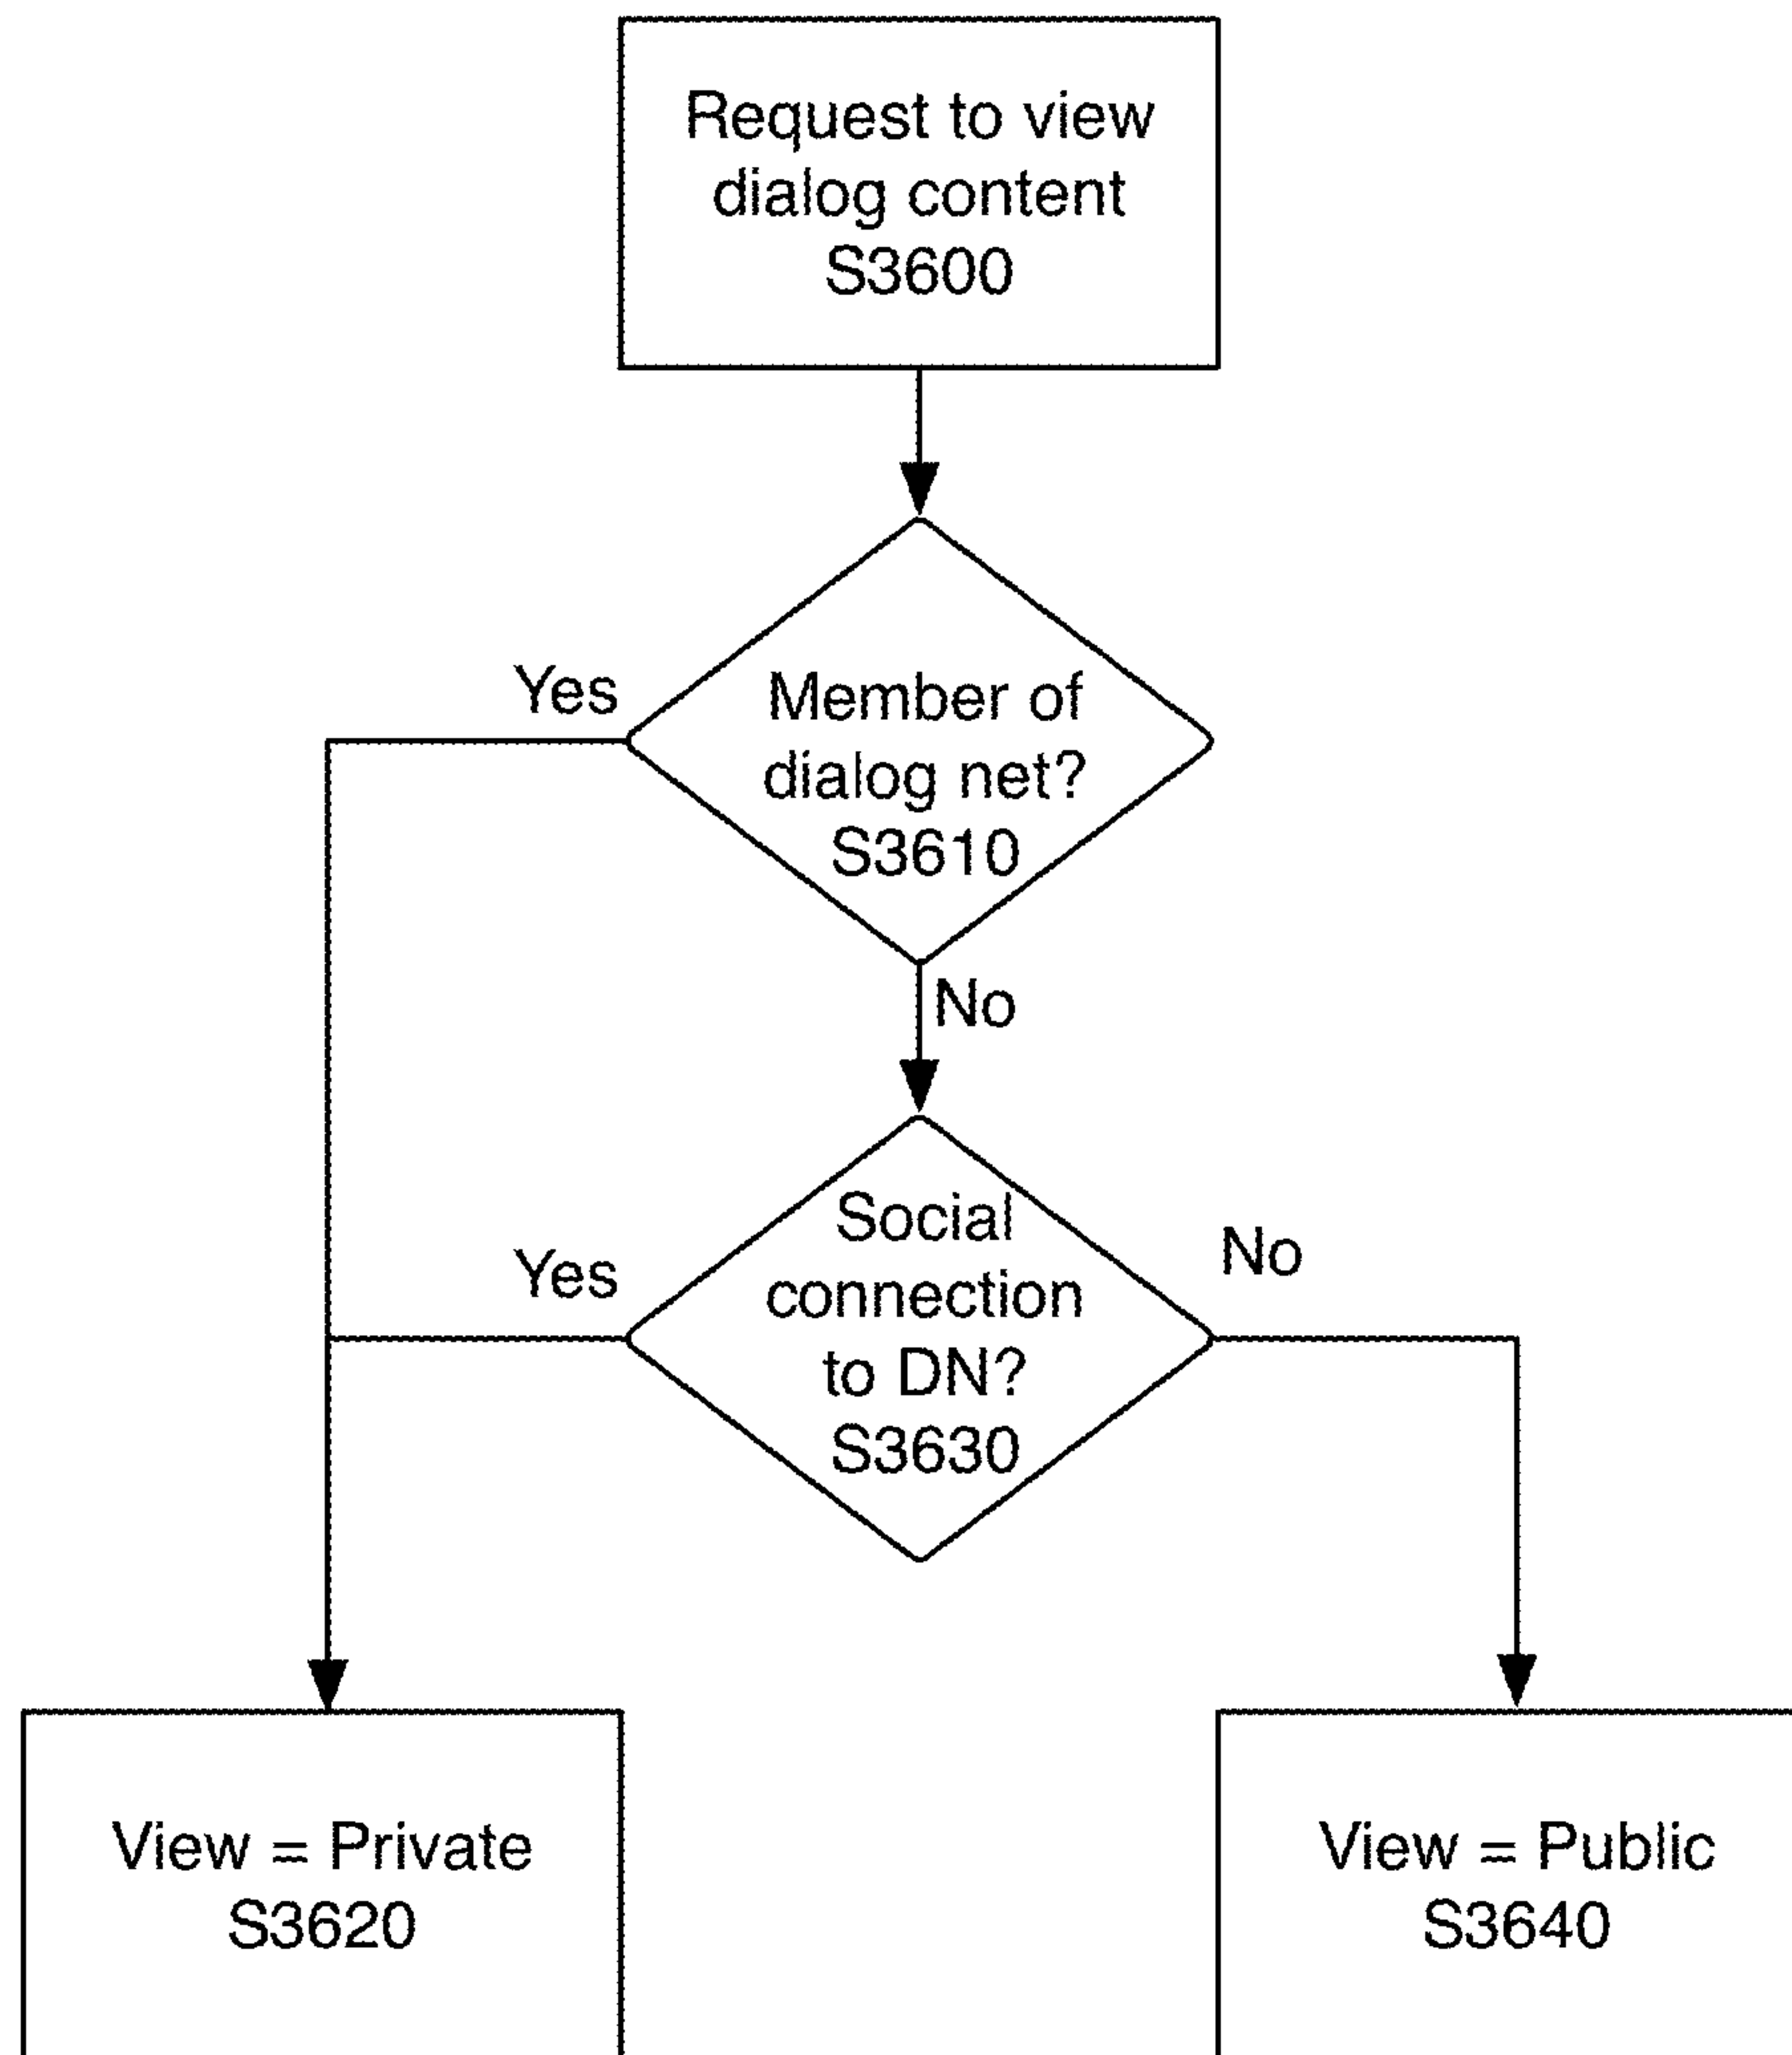 Request to view
dialog content
S3600
Yes
Member of
dialog net?
S3610
No
Social
connection
to DN?
S3630
Yes
No
View = Private
S3620
View = Public
S3640